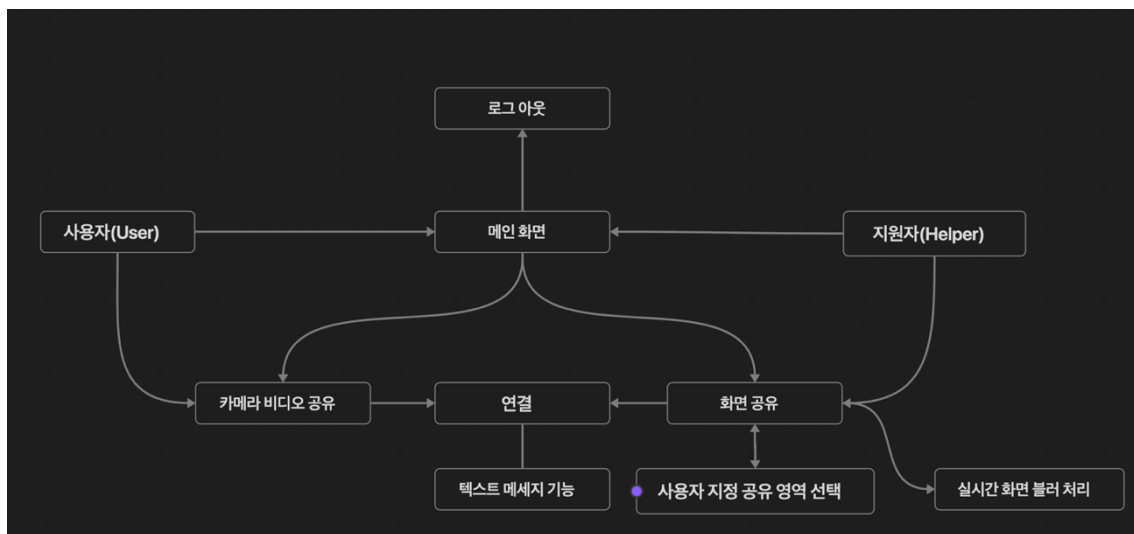 로그 아웃
사용자(User)
메인 화면
지원자(Helper)
카메라 비디오 공유
연결
화면 공유
텍스트 메세지 기능
사용자 지정 공유 영역 선택
실시간 화면 블러 처리